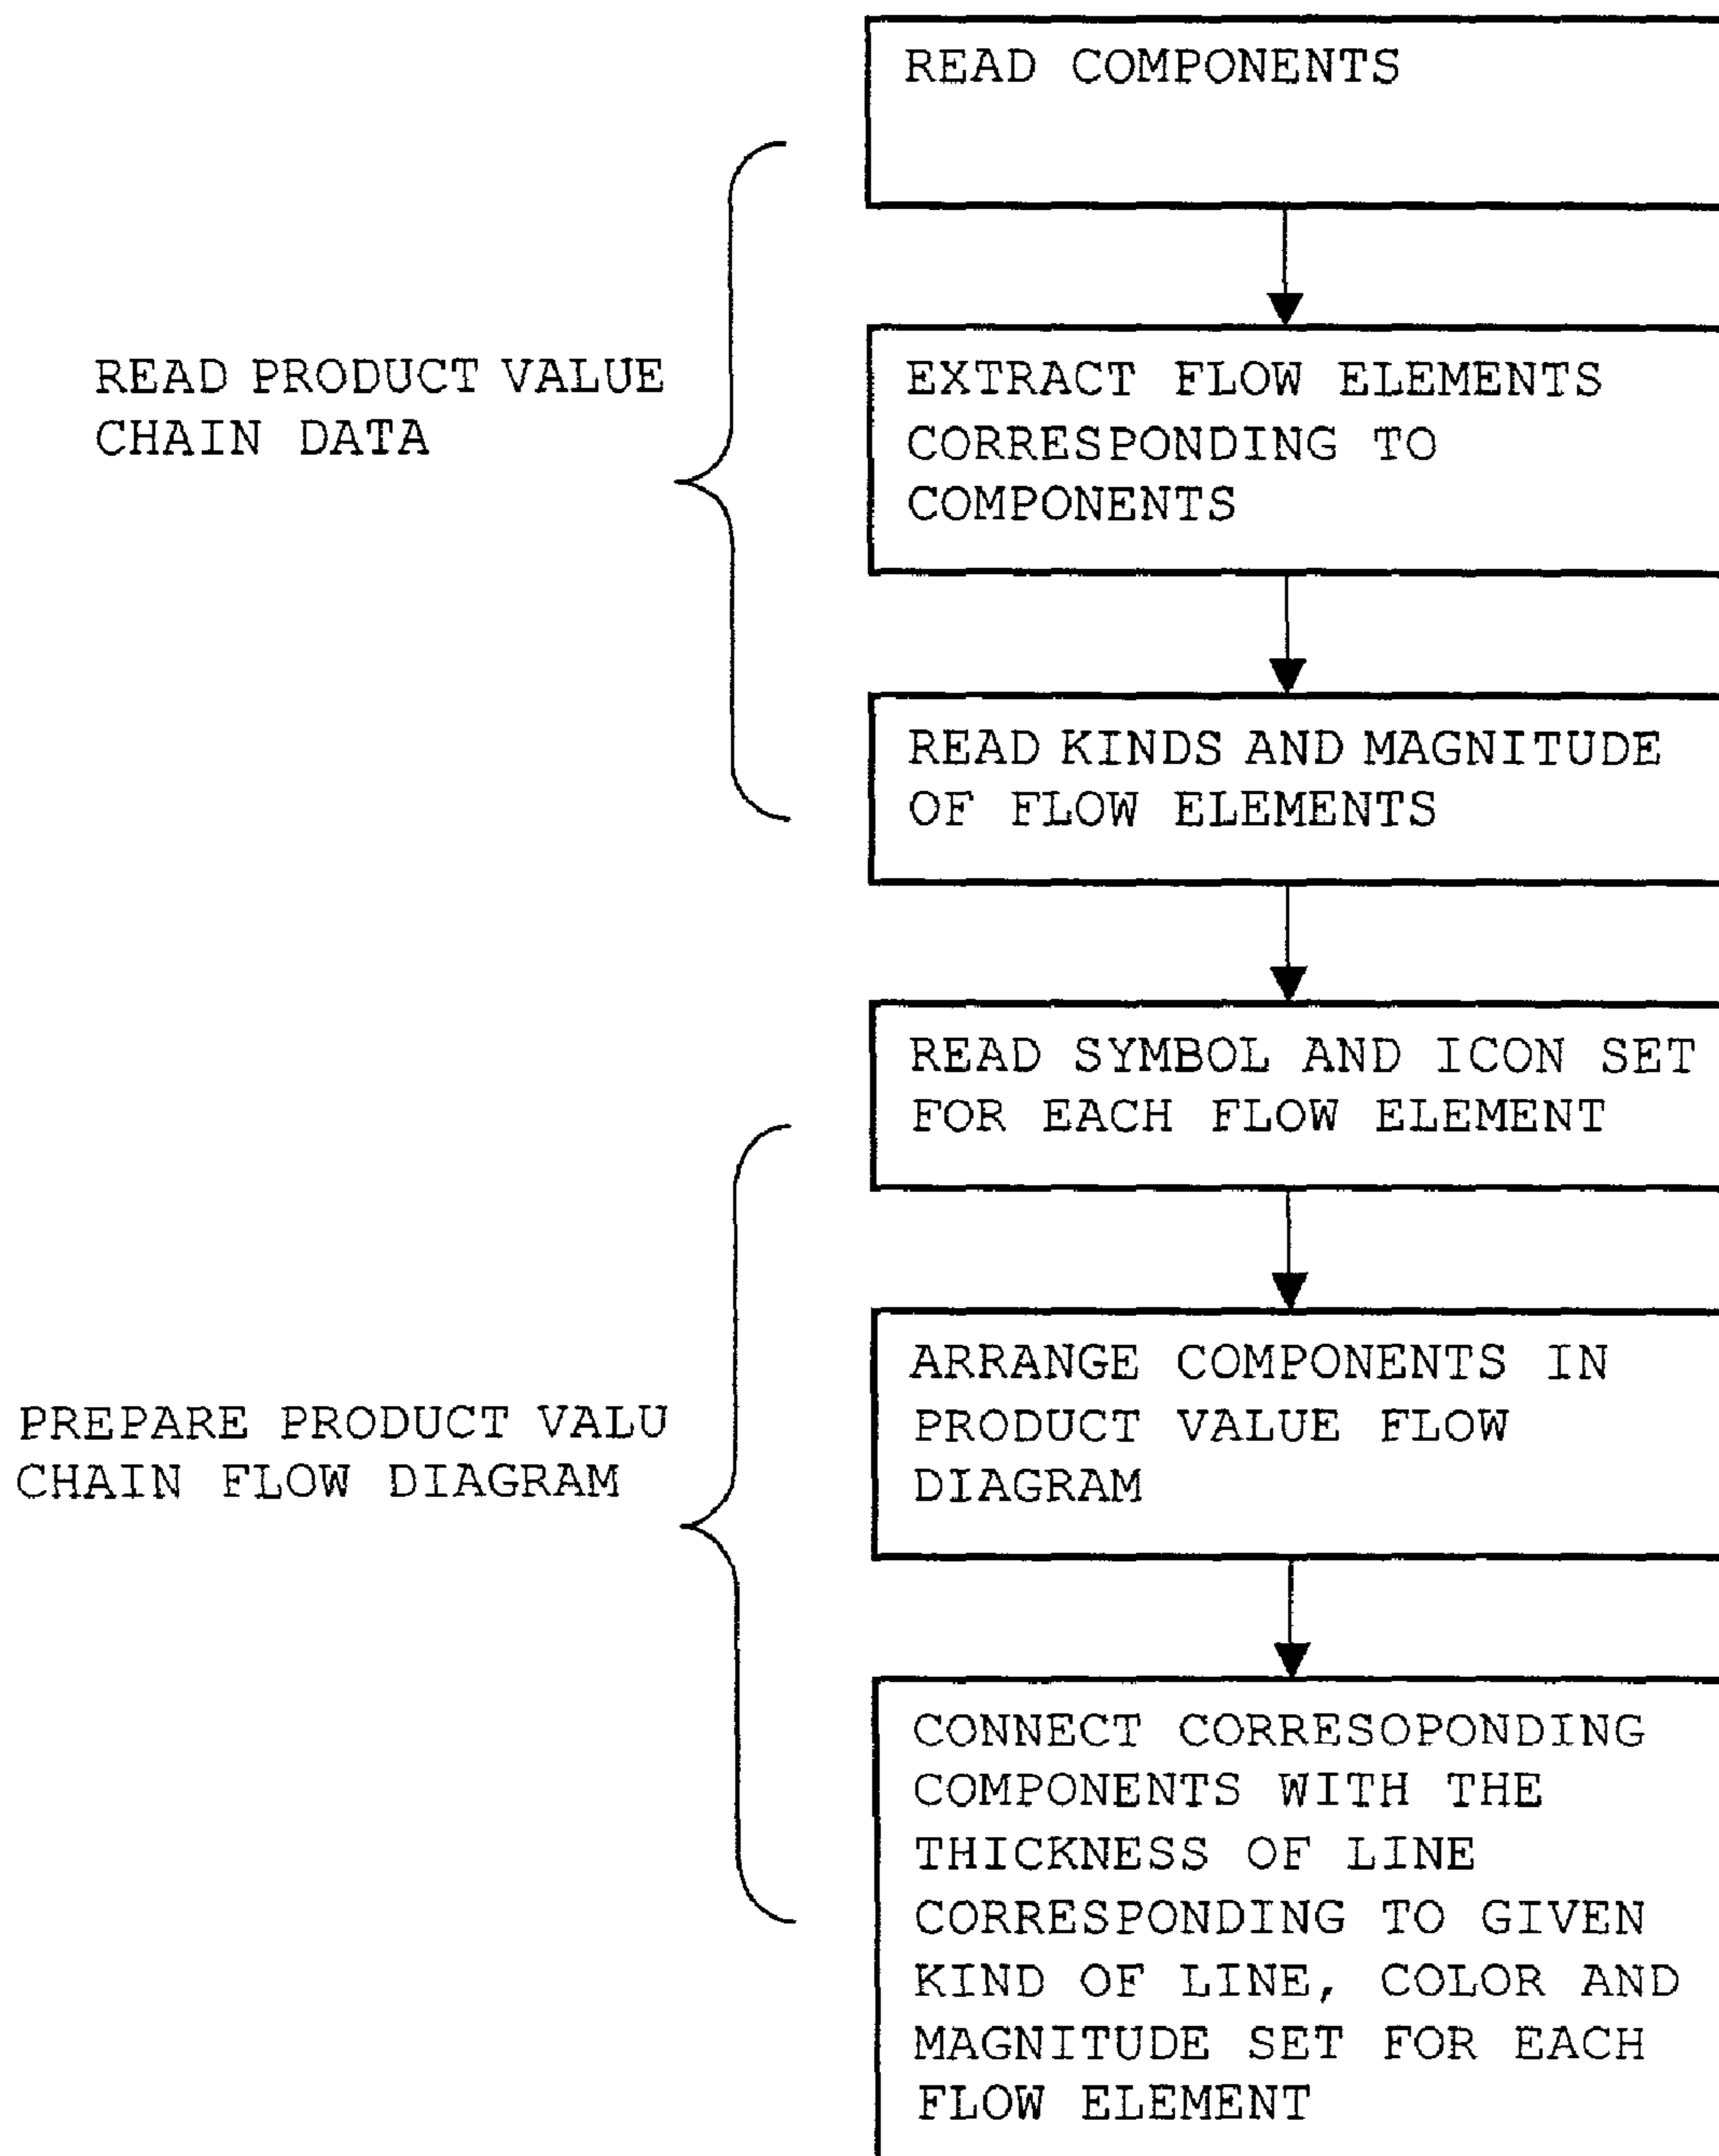 READ COMPONENTS
READ PRODUCT VALUE
CHAIN DATA
EXTRACT FLOW ELEMENTS
CORRESPONDING TO
COMPONENTS
READ KINDS AND MAGNITUDE
OF FLOW ELEMENTS
READ SYMBOL AND ICON SET
FOR EACH FLOW ELEMENT
PREPARE PRODUCT VALU
CHAIN FLOW DIAGRAM
ARRANGE COMPONENTS IN
PRODUCT VALUE FLOW
DIAGRAM
CONNECT CORRESOPONDING
COMPONENTS WITH THE
THICKNESS OF LINE
CORRESPONDING TO GIVEN
KIND OF LINE, COLOR AND
MAGNITUDE SET FOR EACH
FLOW ELEMENT